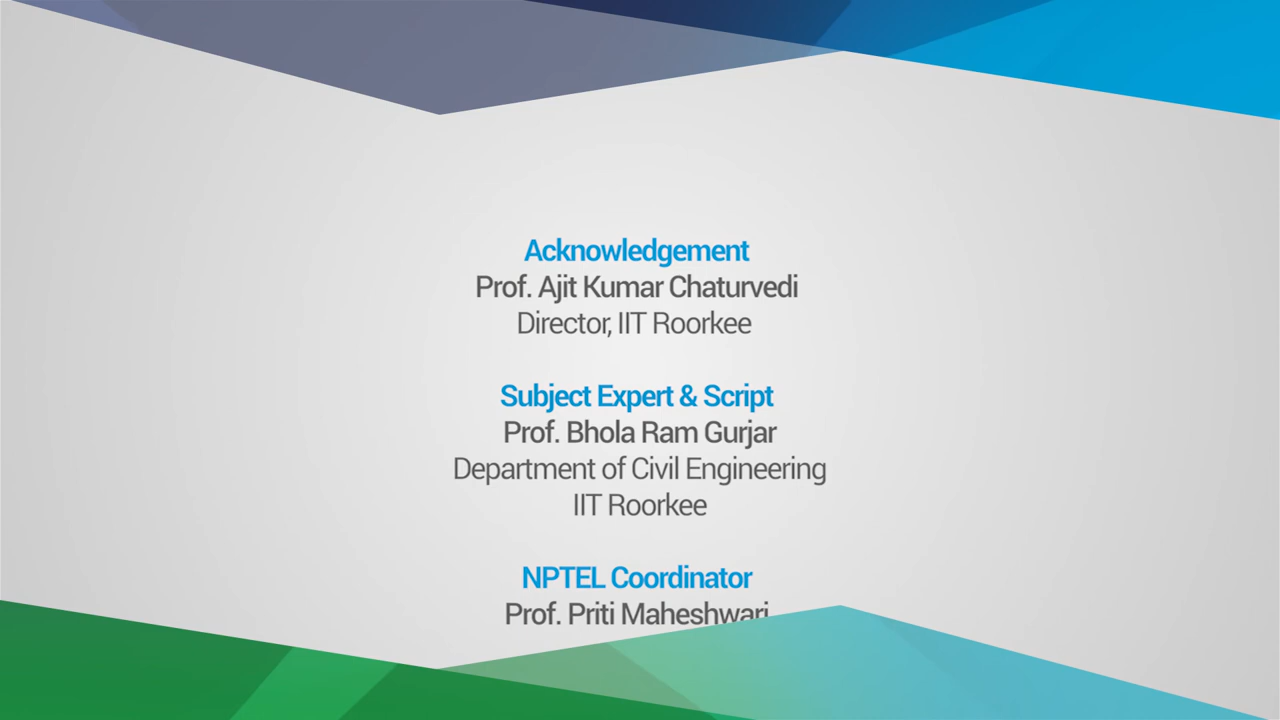 Acknowledgement
Prof. Ajit Kumar Chaturvedi
Director, IIT Roorkee
Subject Expert & Script
Prof. Bhola Ram Gurjar
Department of Civil Engineering
IIT Roorkee
NPTEL Coordinator
Prof. Priti Maheshwari